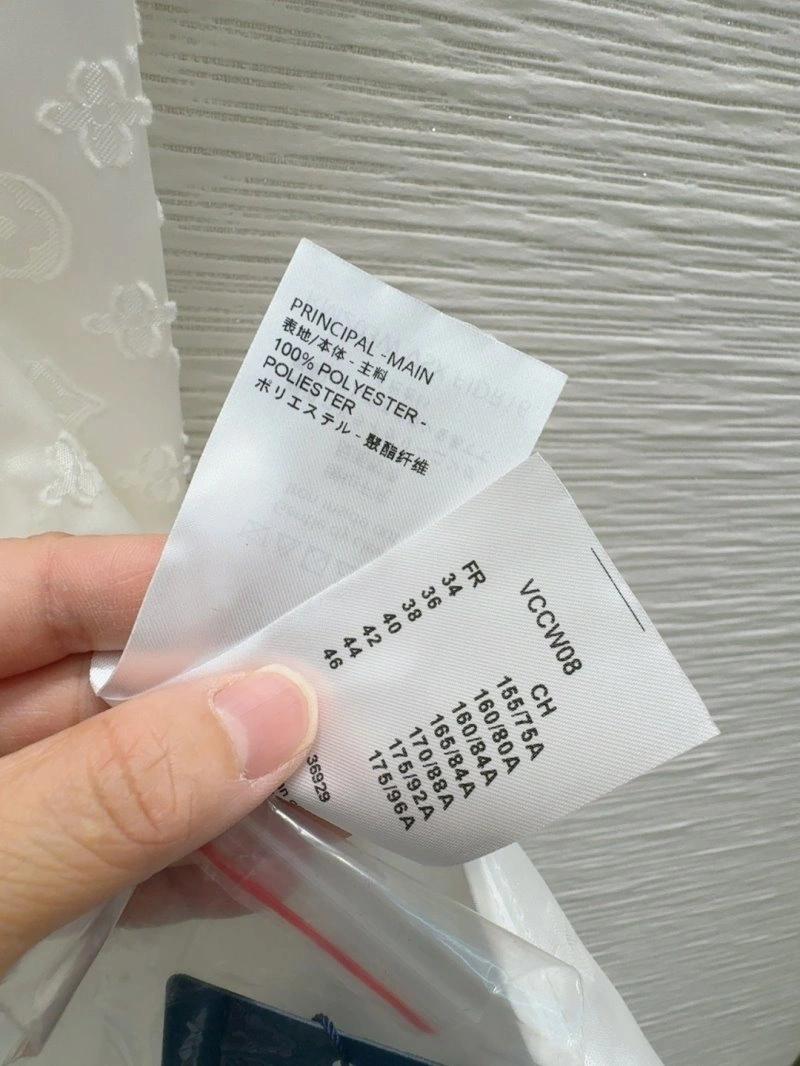 PRINCIPAL - MAIN
表地/本体 - 主料
100% POLYESTER -
POLIESTER
ポリエステル - 聚酯纤维
VCCW08
FR CH
34 155/75A
36 160/80A
38 160/84A
40 165/84A
42 170/88A
44 175/92A
46 175/96A
36929